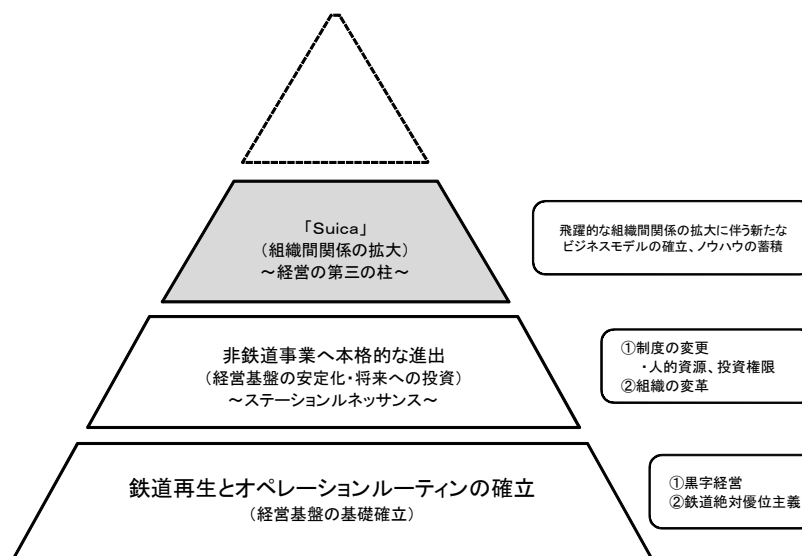 「Suica」
(組織間関係の拡大)
～経営の第三の柱～
飛躍的な組織間関係の拡大に伴う新たな
ビジネスモデルの確立、ノウハウの蓄積
非鉄道事業へ本格的な進出
(経営基盤の安定化・将来への投資)
～ステーションルネッサンス～
①制度の変更
・人的資源、投資権限
②組織の変革
鉄道再生とオペレーションルーティンの確立
(経営基盤の基礎確立)
①黒字経営
②鉄道絶対優位主義